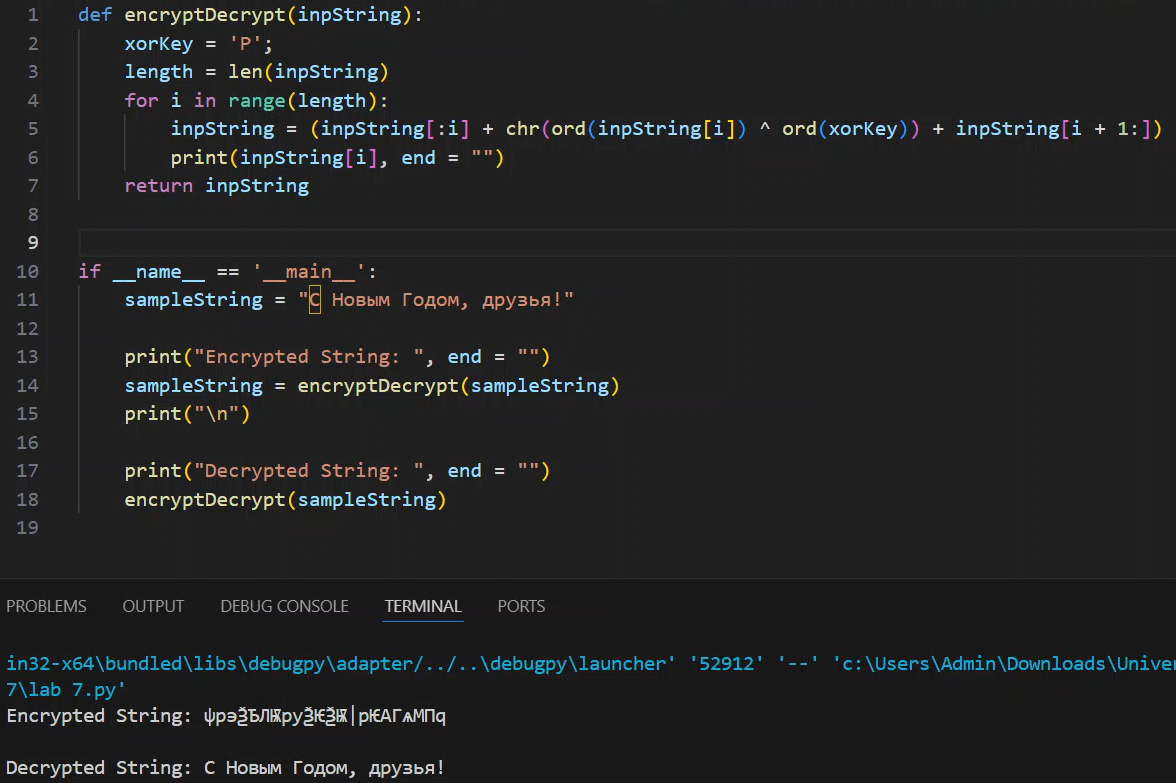 1 def encryptDecrypt(inpString):
2     xorKey = 'P';
3     length = len(inpString)
4     for i in range(length):
5         inpString = (inpString[:i] + chr(ord(inpString[i]) ^ ord(xorKey)) + inpString[i + 1:])
6         print(inpString[i], end = "")
7     return inpString
8
9
10 if __name__ == '__main__':
11     sampleString = "С Новым Годом, друзья!"
12
13     print("Encrypted String: ", end = "")
14     sampleString = encryptDecrypt(sampleString)
15     print("\n")
16
17     print("Decrypted String: ", end = "")
18     encryptDecrypt(sampleString)
19
PROBLEMS OUTPUT DEBUG CONSOLE TERMINAL PORTS
in32-x64\bundled\libs\debugpy\adapter/../..\debugpy\launcher' '52912' '--' 'c:\Users\Admin\Downloads\Univer
7\lab 7.py'
Encrypted String: ѱpэѮѢЛѬpуѮѤѮѬ|pѤАГѧМПq
Decrypted String: С Новым Годом, друзья!